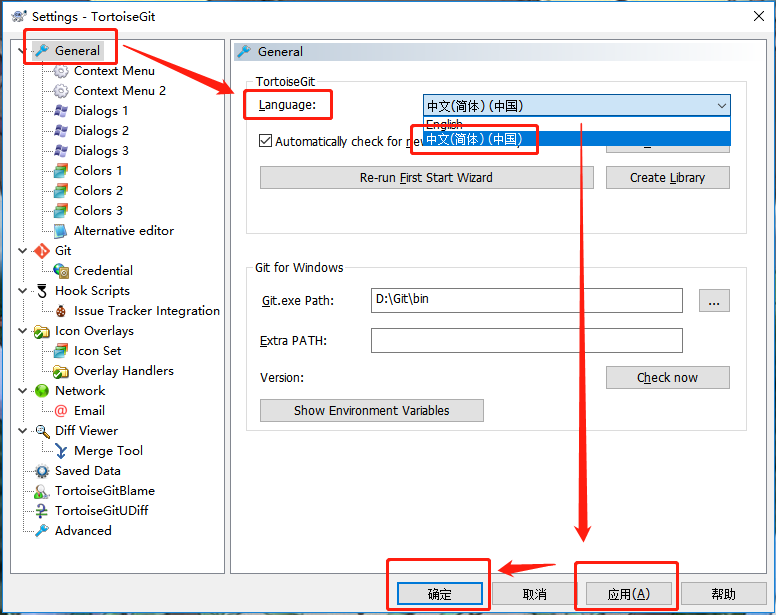 Settings - TortoiseGit
General
Context Menu
Context Menu 2
Dialogs 1
Dialogs 2
Dialogs 3
Colors 1
Colors 2
Colors 3
Alternative editor
Git
Credential
Hook Scripts
Issue Tracker Integration
Icon Overlays
Icon Set
Overlay Handlers
Network
Email
Diff Viewer
Merge Tool
Saved Data
TortoiseGitBlame
TortoiseGitUDiff
Advanced
General
TortoiseGit
Language:
中文(简体) (中国)
English
中文(简体) (中国)
Automatically check for
Re-run First Start Wizard
Create Library
Git for Windows
Git.exe Path:
D:\Git\bin
...
Extra PATH:
Version:
Check now
Show Environment Variables
确定
取消
应用(A)
帮助